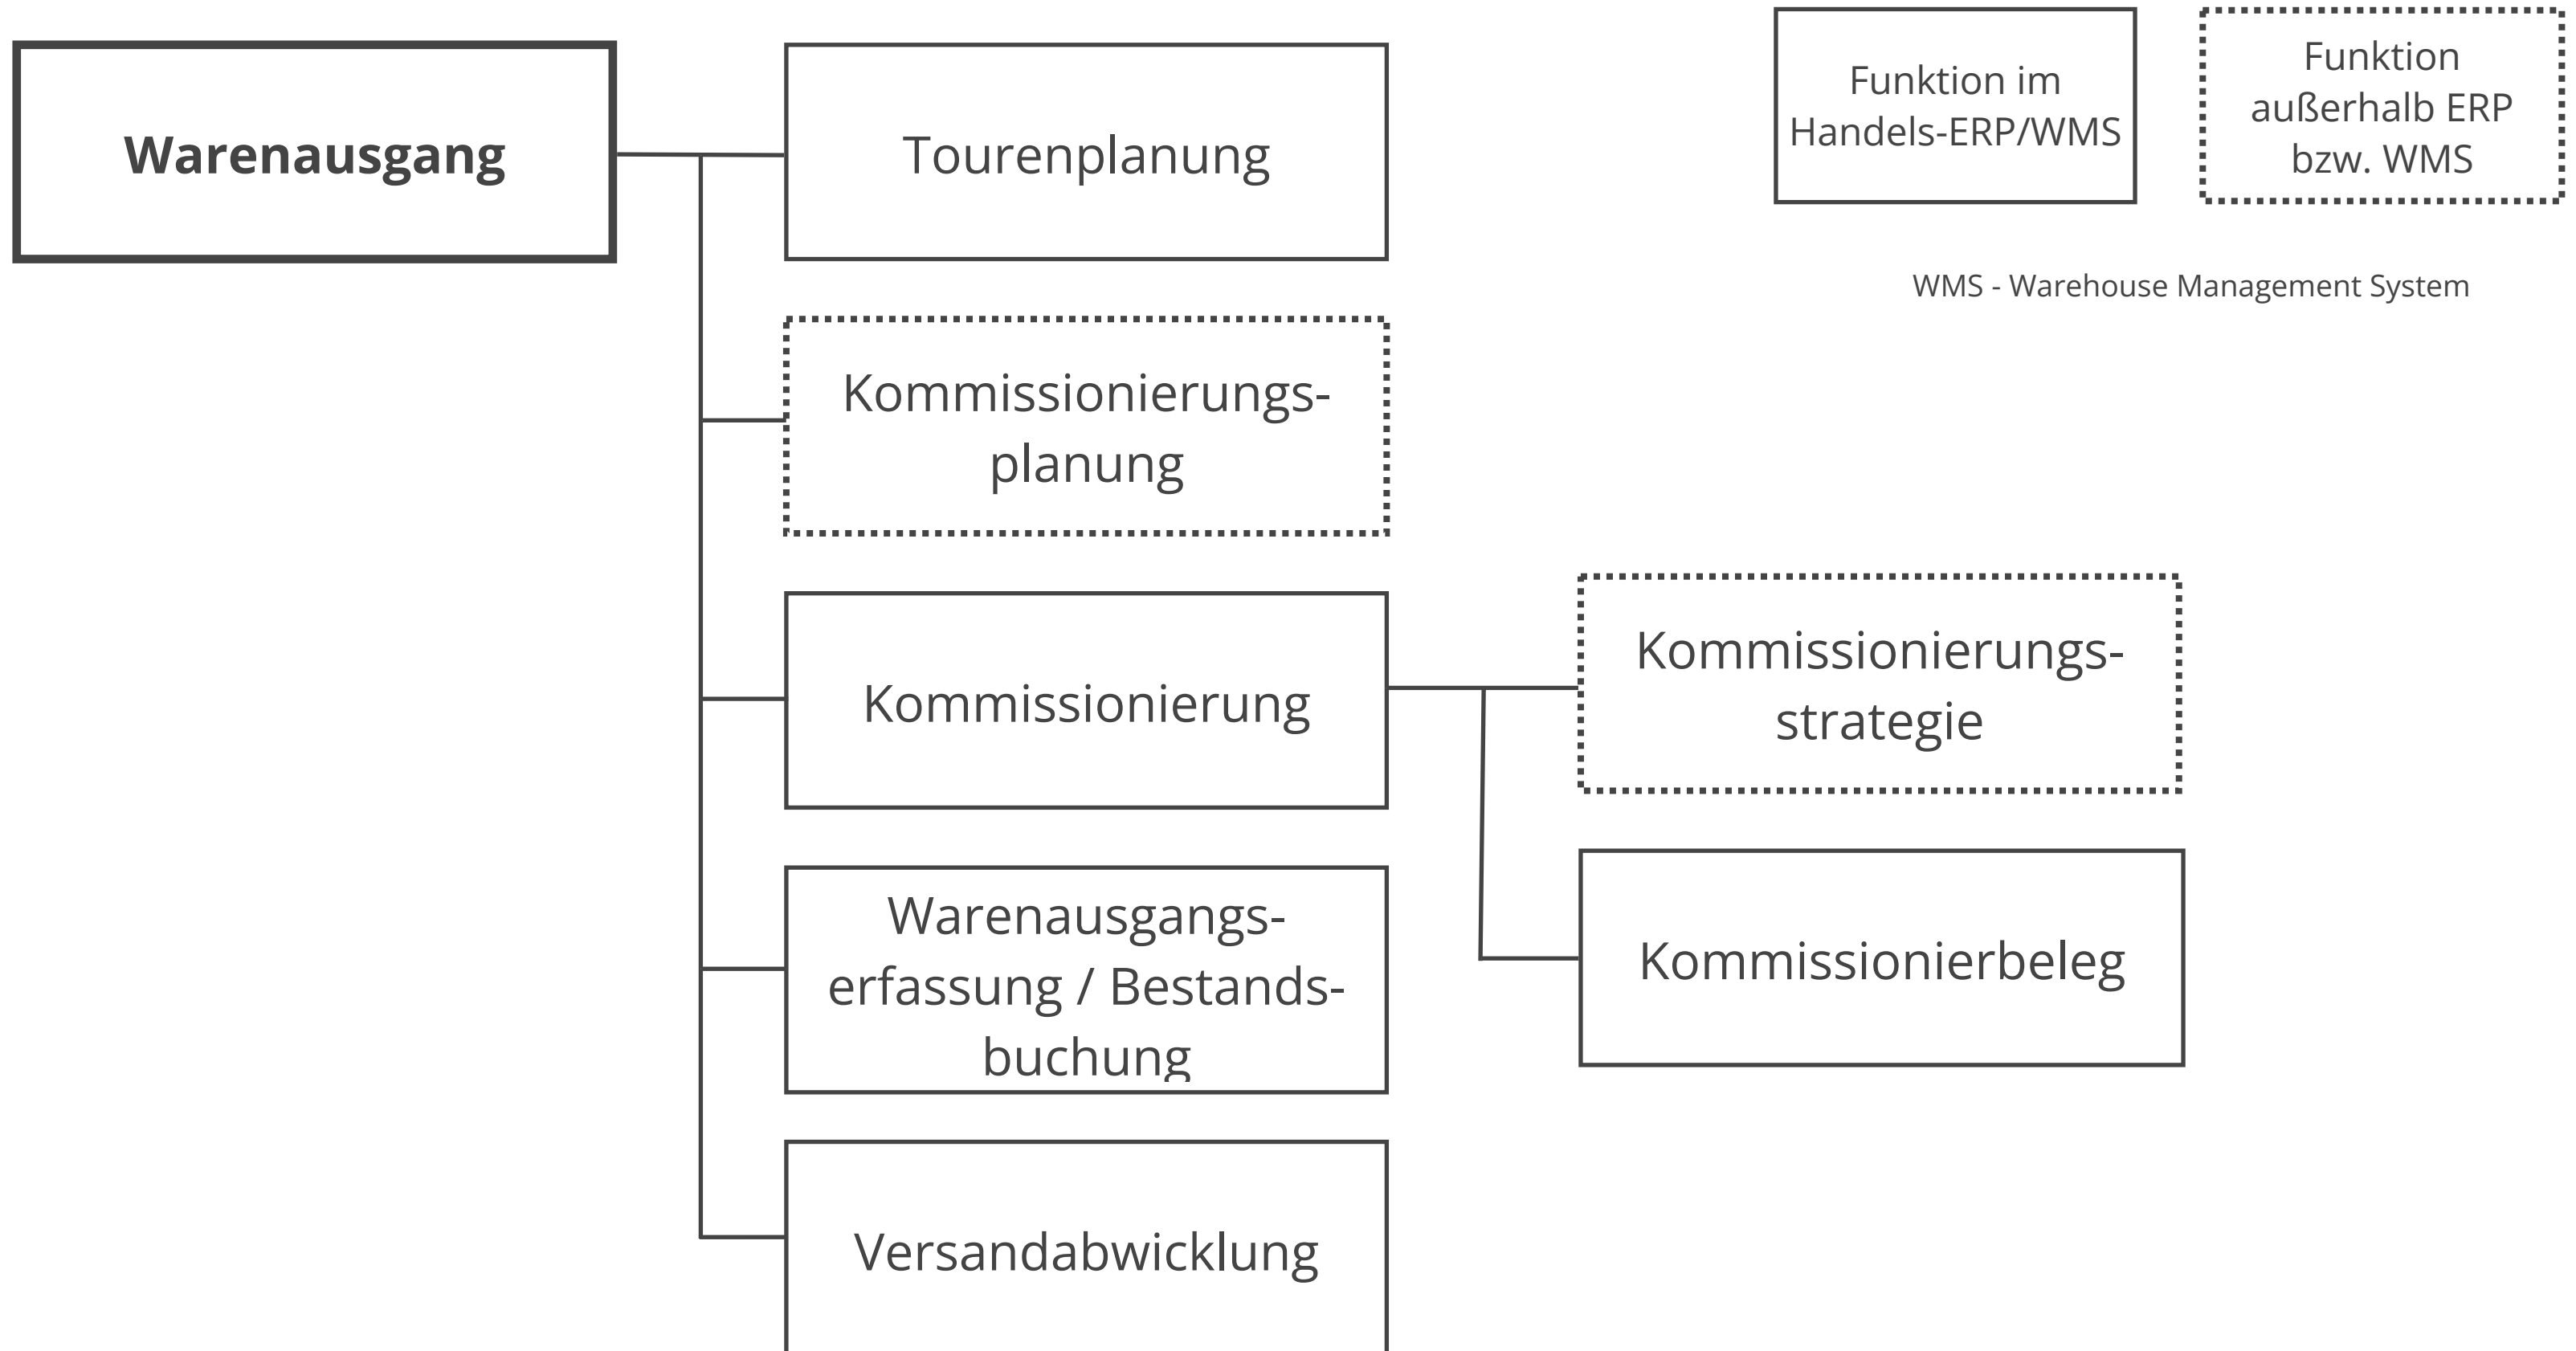 Warenausgang
Tourenplanung
Funktion im
Handels-ERP/WMS
Funktion
außerhalb ERP
bzw. WMS
WMS - Warehouse Management System
Kommissionierungs-
planung
Kommissionierung
Kommissionierungs-
strategie
Kommissionierbeleg
Warenausgangs-
erfassung / Bestands-
buchung
Versandabwicklung